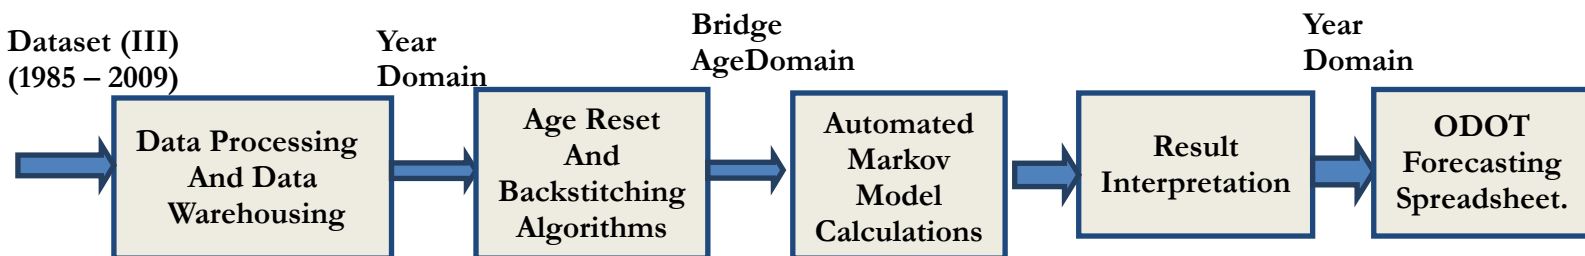 Dataset (III)
(1985 – 2009)
Data Processing
And Data
Warehousing
Year
Domain
Age Reset
And
Backstitching
Algorithms
Bridge
AgeDomain
Automated
Markov
Model
Calculations
Result
Interpretation
Year
Domain
ODOT
Forecasting
Spreadsheet.